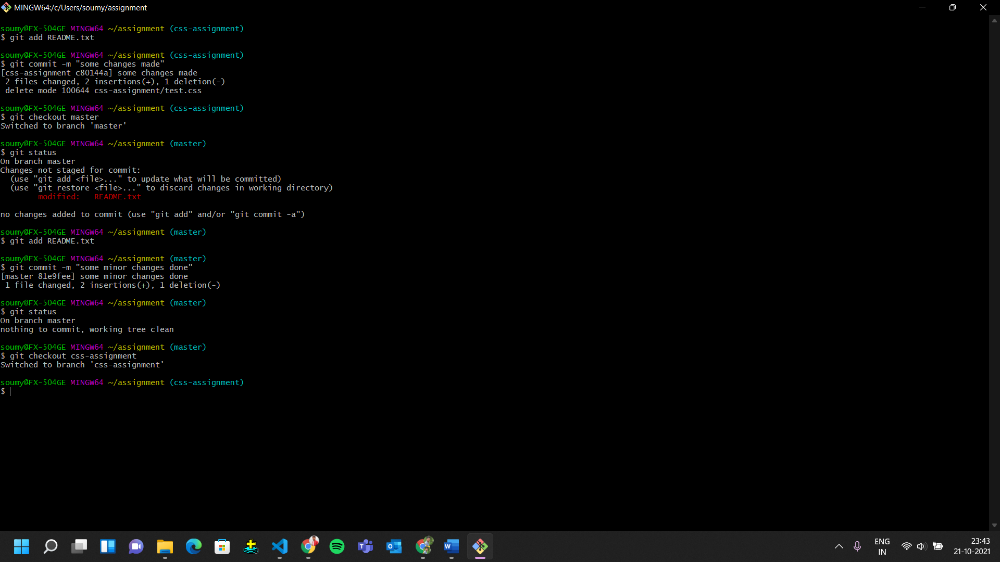 MINGW64:/c/Users/soumy/assignment
soumy@FX-504GE MINGW64 ~/assignment (css-assignment)
$ git add README.txt
soumy@FX-504GE MINGW64 ~/assignment (css-assignment)
$ git commit -m "some changes made"
[css-assignment c80144a] some changes made
 2 files changed, 2 insertions(+), 1 deletion(-)
 delete mode 100644 css-assignment/test.css
soumy@FX-504GE MINGW64 ~/assignment (css-assignment)
$ git checkout master
Switched to branch 'master'
soumy@FX-504GE MINGW64 ~/assignment (master)
$ git status
On branch master
Changes not staged for commit:
  (use "git add <file>..." to update what will be committed)
  (use "git restore <file>..." to discard changes in working directory)
        modified:   README.txt
no changes added to commit (use "git add" and/or "git commit -a")
soumy@FX-504GE MINGW64 ~/assignment (master)
$ git add README.txt
soumy@FX-504GE MINGW64 ~/assignment (master)
$ git commit -m "some minor changes done"
[master 81e9fee] some minor changes done
 1 file changed, 2 insertions(+), 1 deletion(-)
soumy@FX-504GE MINGW64 ~/assignment (master)
$ git status
On branch master
nothing to commit, working tree clean
soumy@FX-504GE MINGW64 ~/assignment (master)
$ git checkout css-assignment
Switched to branch 'css-assignment'
soumy@FX-504GE MINGW64 ~/assignment (css-assignment)
$
ENG
IN
23:43
21-10-2021